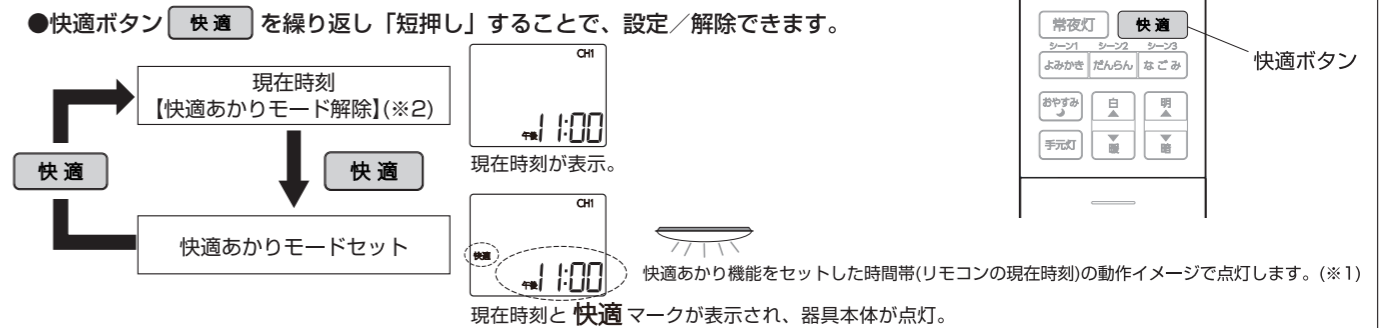 ●快適ボタン 快適 を繰り返し「短押し」することで、設定／解除できます。
現在時刻
【快適あかりモード解除】(※2)
快適
快適
快適あかりモードセット
CH1
午後11:00
現在時刻が表示。
CH1
快適
午後11:00
快適あかり機能をセットした時間帯(リモコンの現在時刻)の動作イメージで点灯します。(※1)
現在時刻と 快適 マークが表示され、器具本体が点灯。
常夜灯 快適
シーン1 シーン2 シーン3
よみかき だんらん なごみ
おやすみ 白 明
手元灯 暖 暗
快適ボタン